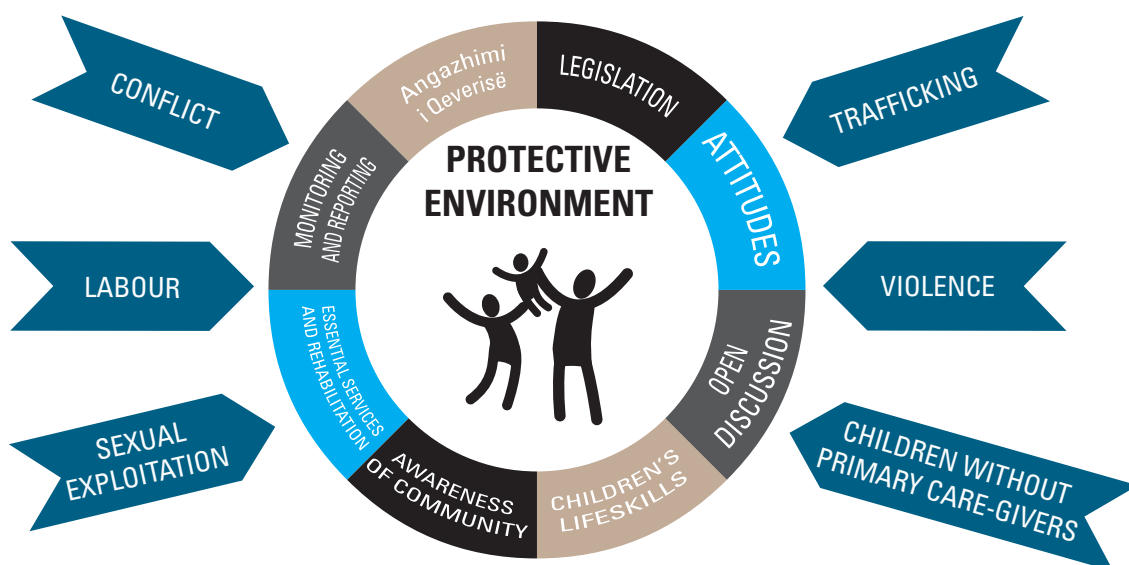 CONFLICT
LABOUR
SEXUAL
EXPLOITATION
PROTECTIVE
ENVIRONMENT
Angazhimi
i Qeverisë
LEGISLATION
ATTITUDES
OPEN
DISCUSSION
CHILDREN'S
LIFESKILLS
AWARENESS
OF COMMUNITY
ESSENTIAL SERVICES
AND REHABILITATION
MONITORING
AND REPORTING
TRAFFICKING
VIOLENCE
CHILDREN WITHOUT
PRIMARY CARE-GIVERS